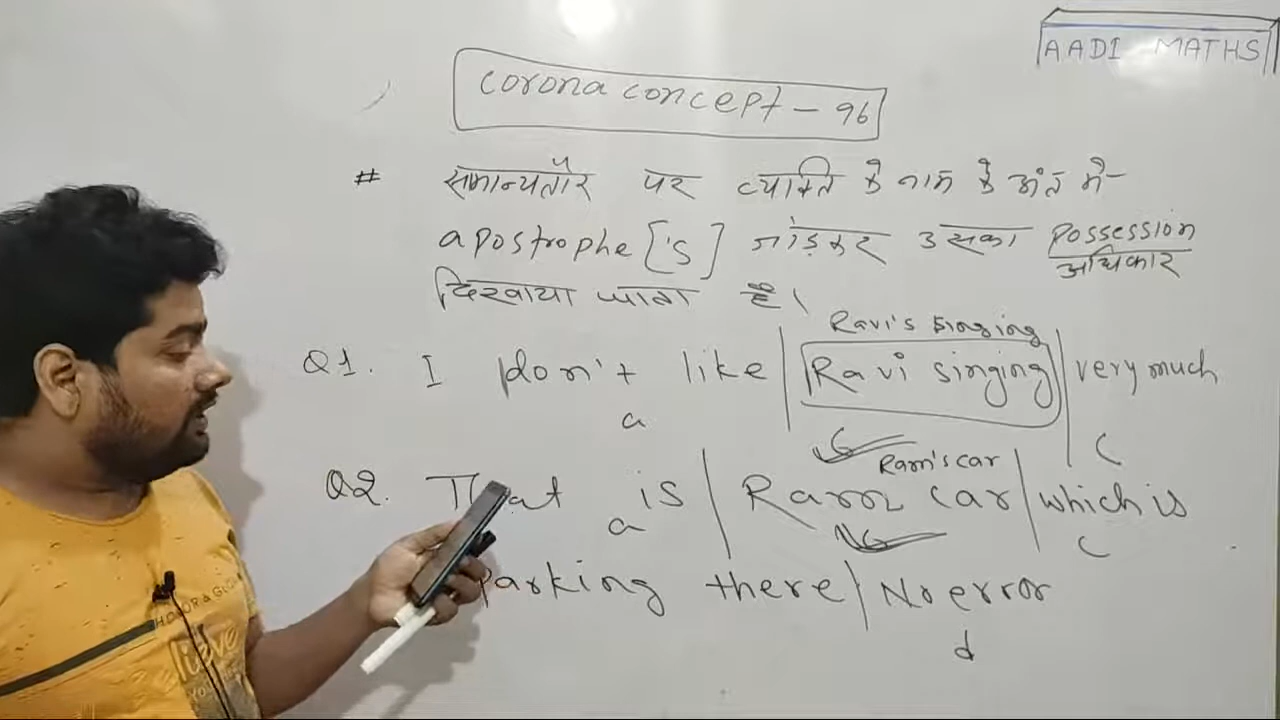 AADI MATHS
corona concept - 96
# समान्यतौर पर व्यक्ति के नाम के अंत में-
apostrophe ['s] जोड़कर उसका Possession
अधिकार
दिखाया जाता है।
Ravi's singing
Q1. I don't like | Ravi singing | very much
a c
Ram's car
Q2. That is | Ram car | which is
a c
parking there | No error
d